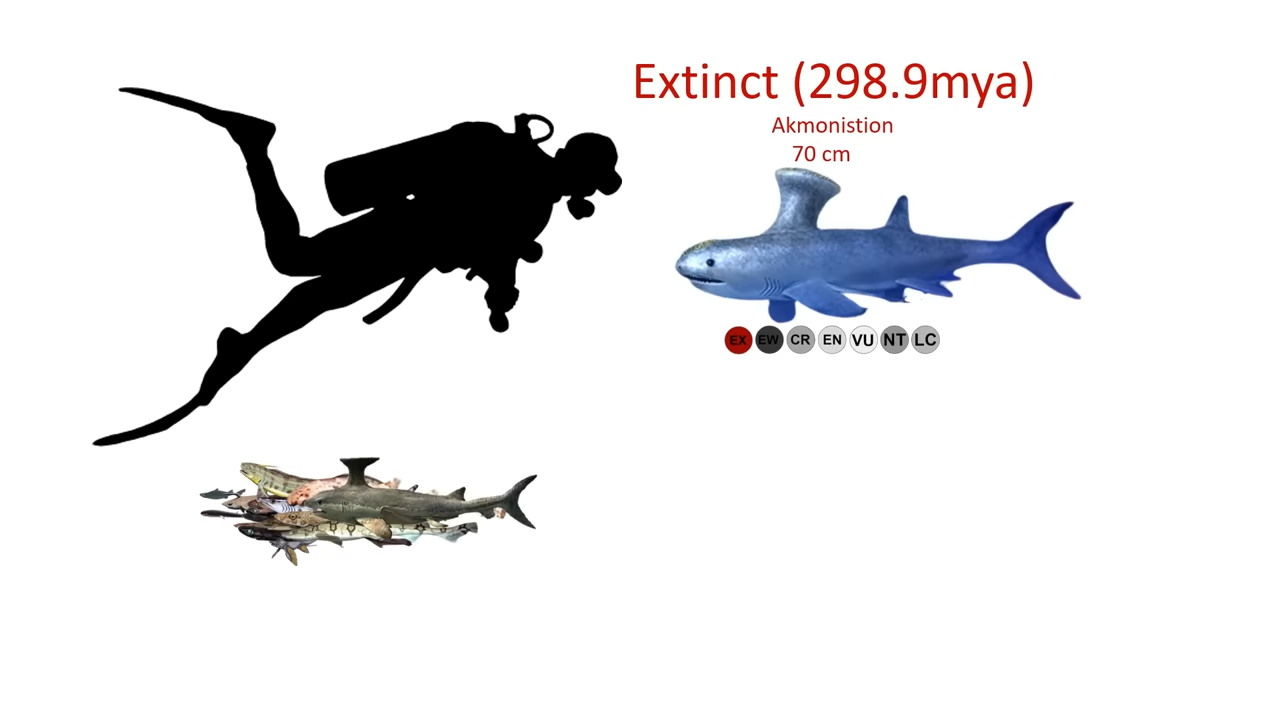 Extinct (298.9mya)
Akmonistion
70 cm
EX EW CR EN VU NT LC